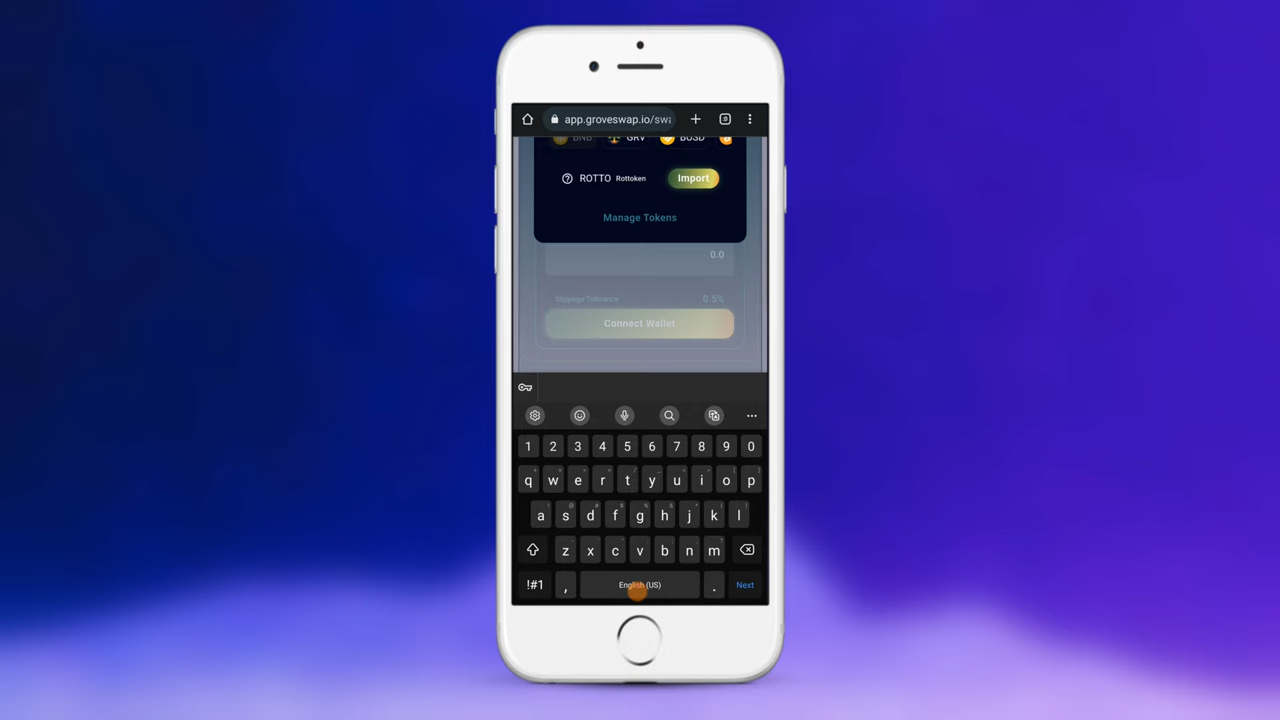 app.groveswap.io/swa
BNB GRV BUSD
ROTTO Rottoken Import
Manage Tokens
0.0
Slippage Tolerance 0.5%
Connect Wallet
1 2 3 4 5 6 7 8 9 0
q w e r t y u i o p
a s d f g h j k l
z x c v b n m
!#1 , English (US) . Next